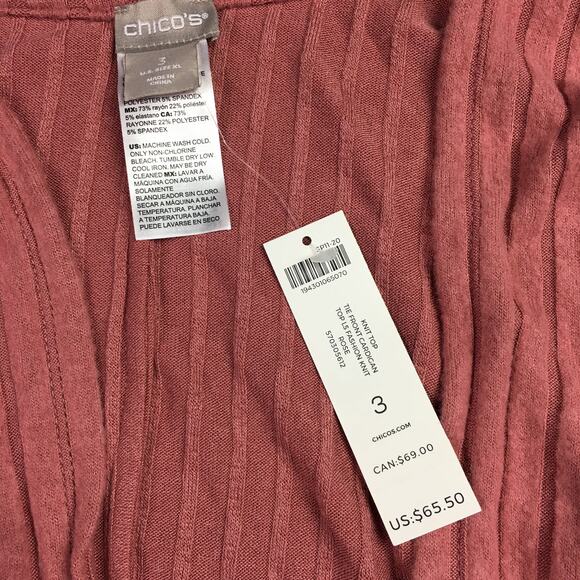 chico's®
3
U.S. SIZE XL
MADE IN
CHINA
POLYESTER 5% SPANDEX
MX: 73% rayón 22% poliéster
5% elastano CA: 73%
RAYONNE 22% POLYESTER
5% SPANDEX
US: MACHINE WASH COLD.
ONLY NON-CHLORINE
BLEACH. TUMBLE DRY LOW
COOL IRON, MAY BE DRY
CLEANED MX: LAVAR A
MÁQUINA CON AGUA FRÍA.
SOLAMENTE
BLANQUEADOR SIN CLORO.
SECAR A MÁQUINA A BAJA
TEMPERATURA. PLANCHAR
A TEMPERATURA BAJA
PUEDE LAVARSE EN SECO
SP11-20
194301065070
KNIT TOP
TIE FRONT CARDIGAN
TOP LS FASHION KNIT
ROSE
570305612
3
CHICOS.COM
CAN:$69.00
US:$65.50